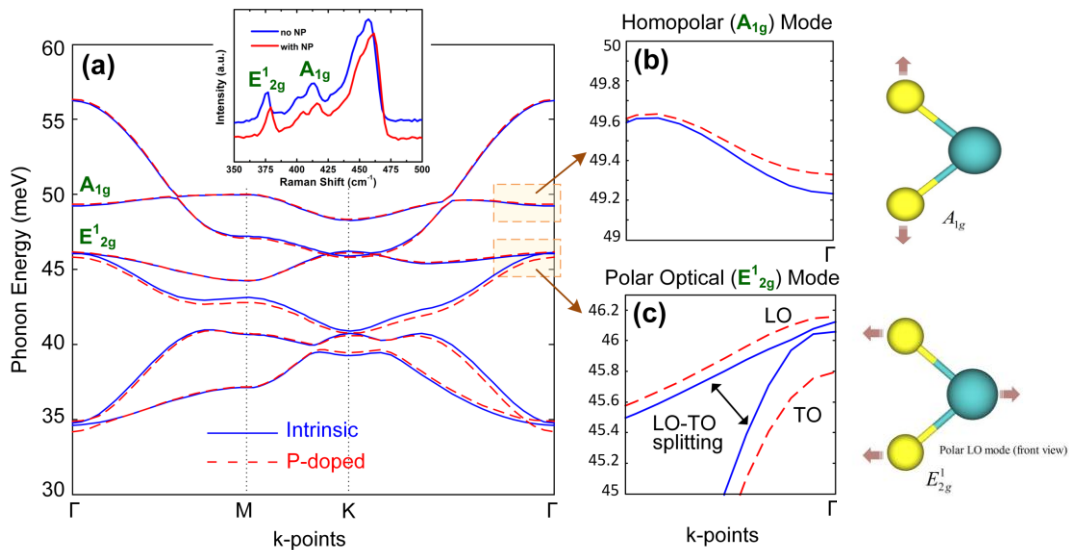 (a)
Phonon Energy (meV)
60
55
50
45
40
35
30
A1g
E12g
Γ
M
K
Γ
k-points
Intrinsic
P-doped
Intensity (a.u.)
no NP
with NP
E12g
A1g
350
375
400
425
450
475
500
Raman Shift (cm-1)
Homopolar (A1g) Mode
(b)
50
49.8
49.6
49.4
49.2
49
Γ
A1g
Polar Optical (E12g) Mode
(c)
46.2
46
45.8
45.6
45.4
45.2
45
LO
LO-TO
splitting
TO
Γ
k-points
Polar LO mode (front view)
E12g